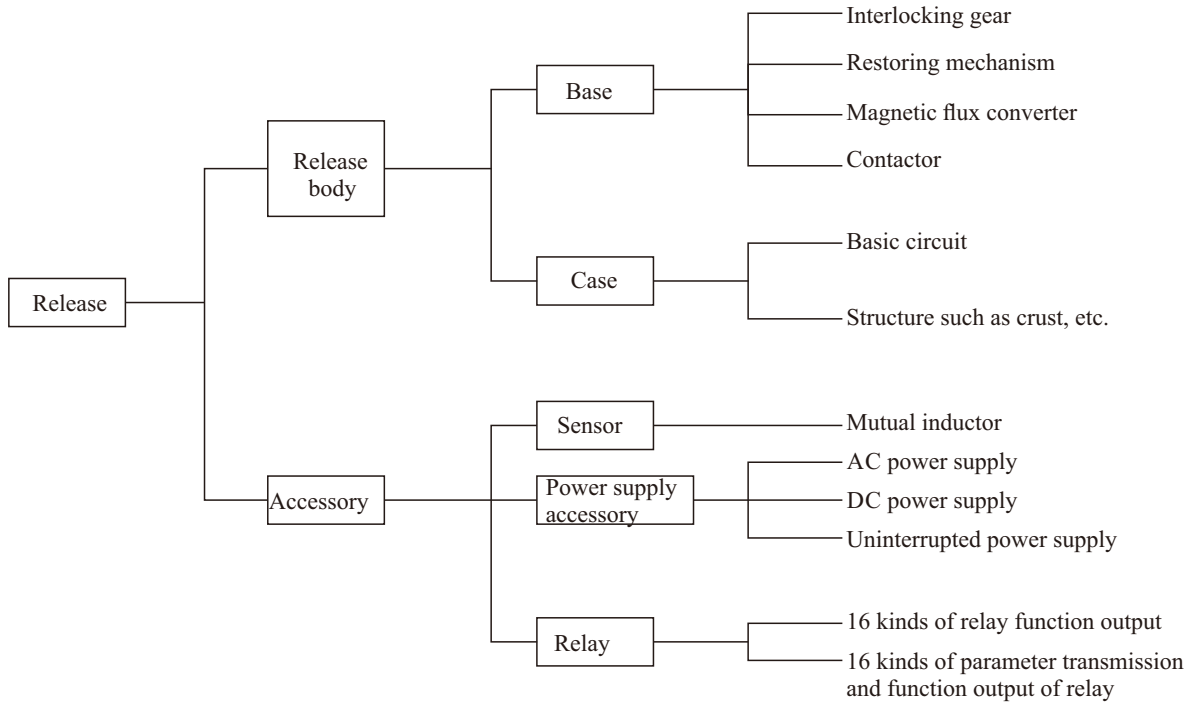 Release
Release
body
Base
Interlocking gear
Restoring mechanism
Magnetic flux converter
Contactor
Case
Basic circuit
Structure such as crust, etc.
Accessory
Sensor
Mutual inductor
Power supply
accessory
AC power supply
DC power supply
Uninterrupted power supply
Relay
16 kinds of relay function output
16 kinds of parameter transmission
and function output of relay